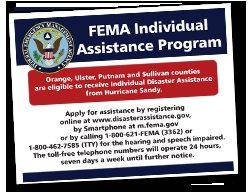 FEMA Individual
Assistance Program
Orange, Ulster, Putnam and Sullivan counties
are eligible to receive Individual Disaster Assistance
from Hurricane Sandy.
Apply for assistance by registering
online at www.disasterassistance.gov,
by Smartphone at m.fema.gov
or by calling 1-800-621-FEMA (3362) or
1-800-462-7585 (TTY) for the hearing and speech impaired.
The toll-free telephone numbers will operate 24 hours,
seven days a week until further notice.